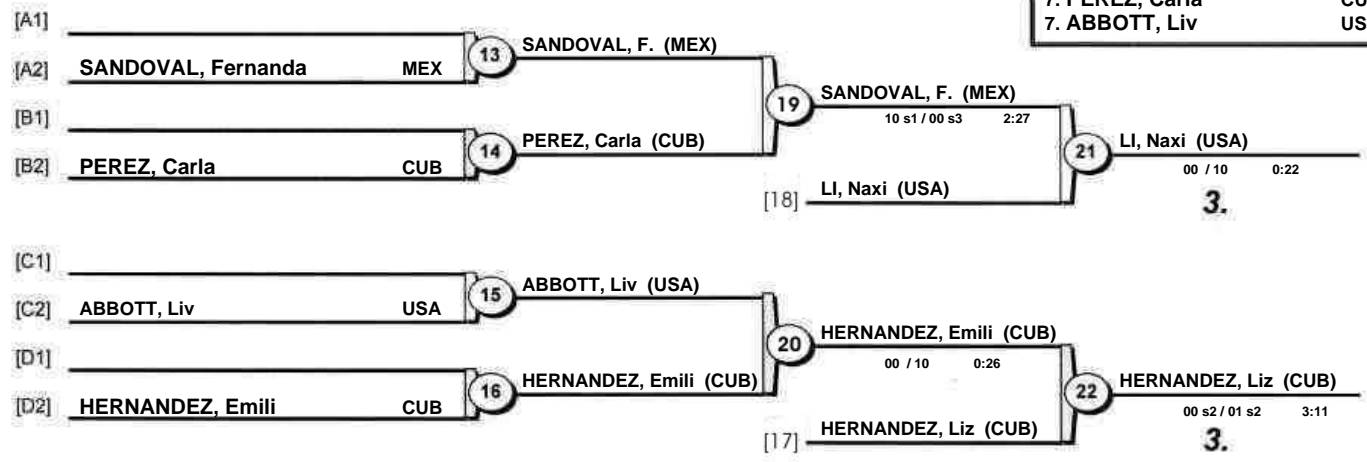 7. PEREZ, Carla
7. ABBOTT, Liv US
[A1]
13 SANDOVAL, F. (MEX)
[A2] SANDOVAL, Fernanda MEX
19 SANDOVAL, F. (MEX)
10 s1 / 00 s3 2:27
[B1]
14 PEREZ, Carla (CUB)
[B2] PEREZ, Carla CUB
21 LI, Naxi (USA)
00 / 10 0:22
3.
[18] LI, Naxi (USA)
[C1]
15 ABBOTT, Liv (USA)
[C2] ABBOTT, Liv USA
20 HERNANDEZ, Emili (CUB)
00 / 10 0:26
[D1]
16 HERNANDEZ, Emili (CUB)
[D2] HERNANDEZ, Emili CUB
22 HERNANDEZ, Liz (CUB)
00 s2 / 01 s2 3:11
3.
[17] HERNANDEZ, Liz (CUB)